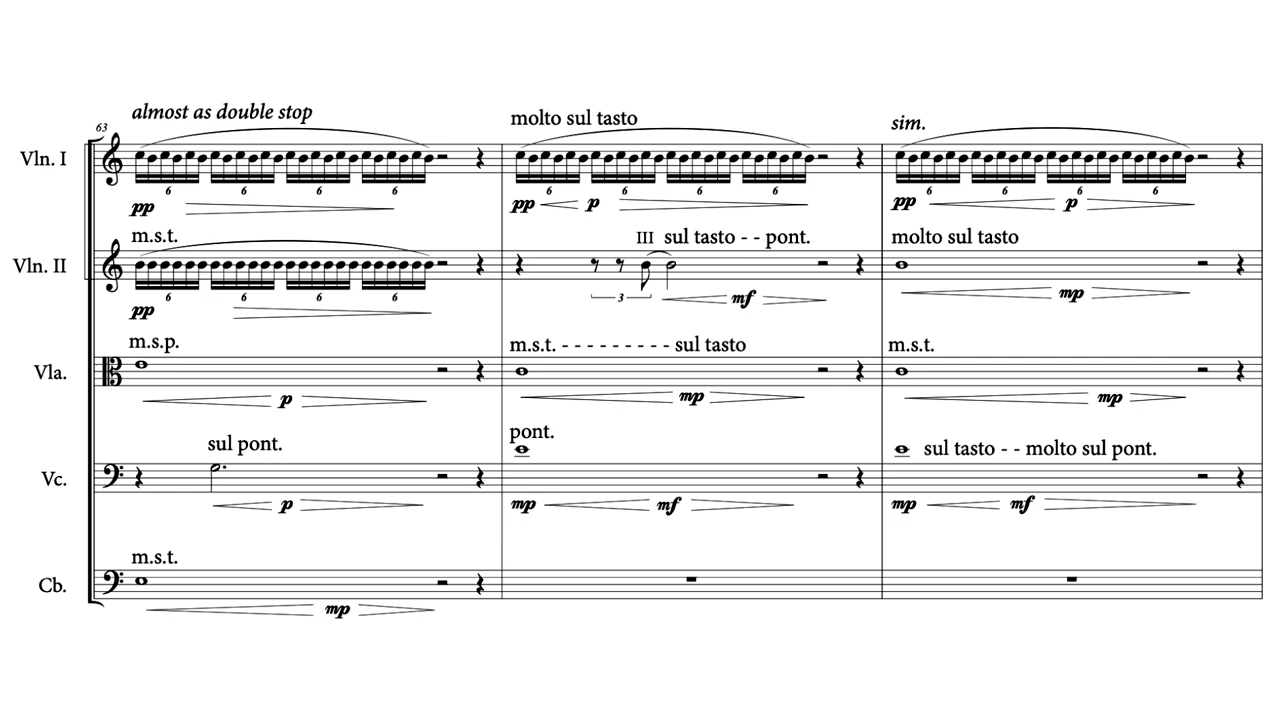 almost as double stop
molto sul tasto
sim.
63
Vln. I
6 6 6 6 6 6 6 6 6 6 6 6
pp pp p pp p
m.s.t. III sul tasto - - pont. molto sul tasto
Vln. II
6 6 6 6 3
pp mf mp
m.s.p. m.s.t. - - - - - - - - - sul tasto m.s.t.
Vla.
p mp mp
sul pont. pont. sul tasto - - molto sul pont.
Vc.
p mp mf mp mf
m.s.t.
Cb.
mp